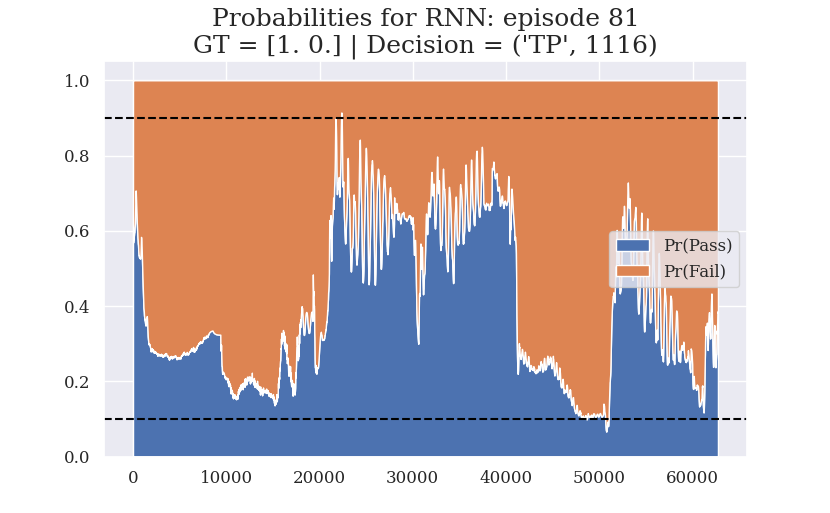 Probabilities for RNN: episode 81
GT = [1. 0.] | Decision = ('TP', 1116)
1.0
0.8
0.6
0.4
0.2
0.0
Pr(Pass)
Pr(Fail)
0 10000 20000 30000 40000 50000 60000